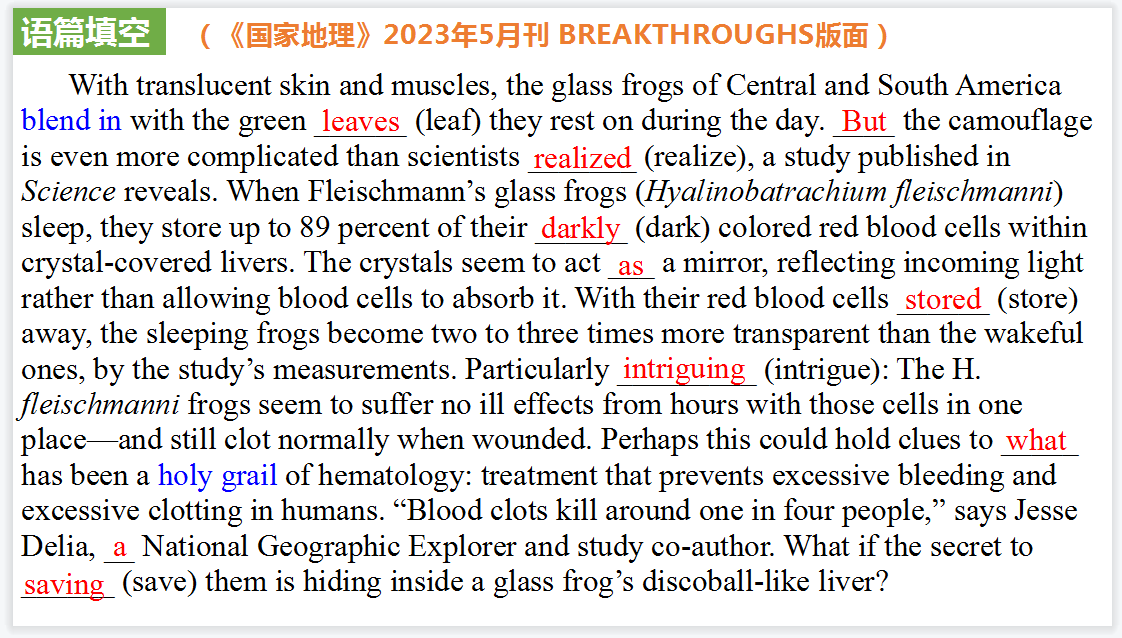 语篇填空 (《国家地理》2023年5月刊 BREAKTHROUGHS版面)
With translucent skin and muscles, the glass frogs of Central and South America
blend in with the green leaves (leaf) they rest on during the day. But the camouflage
is even more complicated than scientists realized (realize), a study published in
Science reveals. When Fleischmann’s glass frogs (Hyalinobatrachium fleischmanni)
sleep, they store up to 89 percent of their darkly (dark) colored red blood cells within
crystal-covered livers. The crystals seem to act as a mirror, reflecting incoming light
rather than allowing blood cells to absorb it. With their red blood cells stored (store)
away, the sleeping frogs become two to three times more transparent than the wakeful
ones, by the study’s measurements. Particularly intriguing (intrigue): The H.
fleischmanni frogs seem to suffer no ill effects from hours with those cells in one
place—and still clot normally when wounded. Perhaps this could hold clues to what
has been a holy grail of hematology: treatment that prevents excessive bleeding and
excessive clotting in humans. “Blood clots kill around one in four people,” says Jesse
Delia, a National Geographic Explorer and study co-author. What if the secret to
saving (save) them is hiding inside a glass frog’s discoball-like liver?